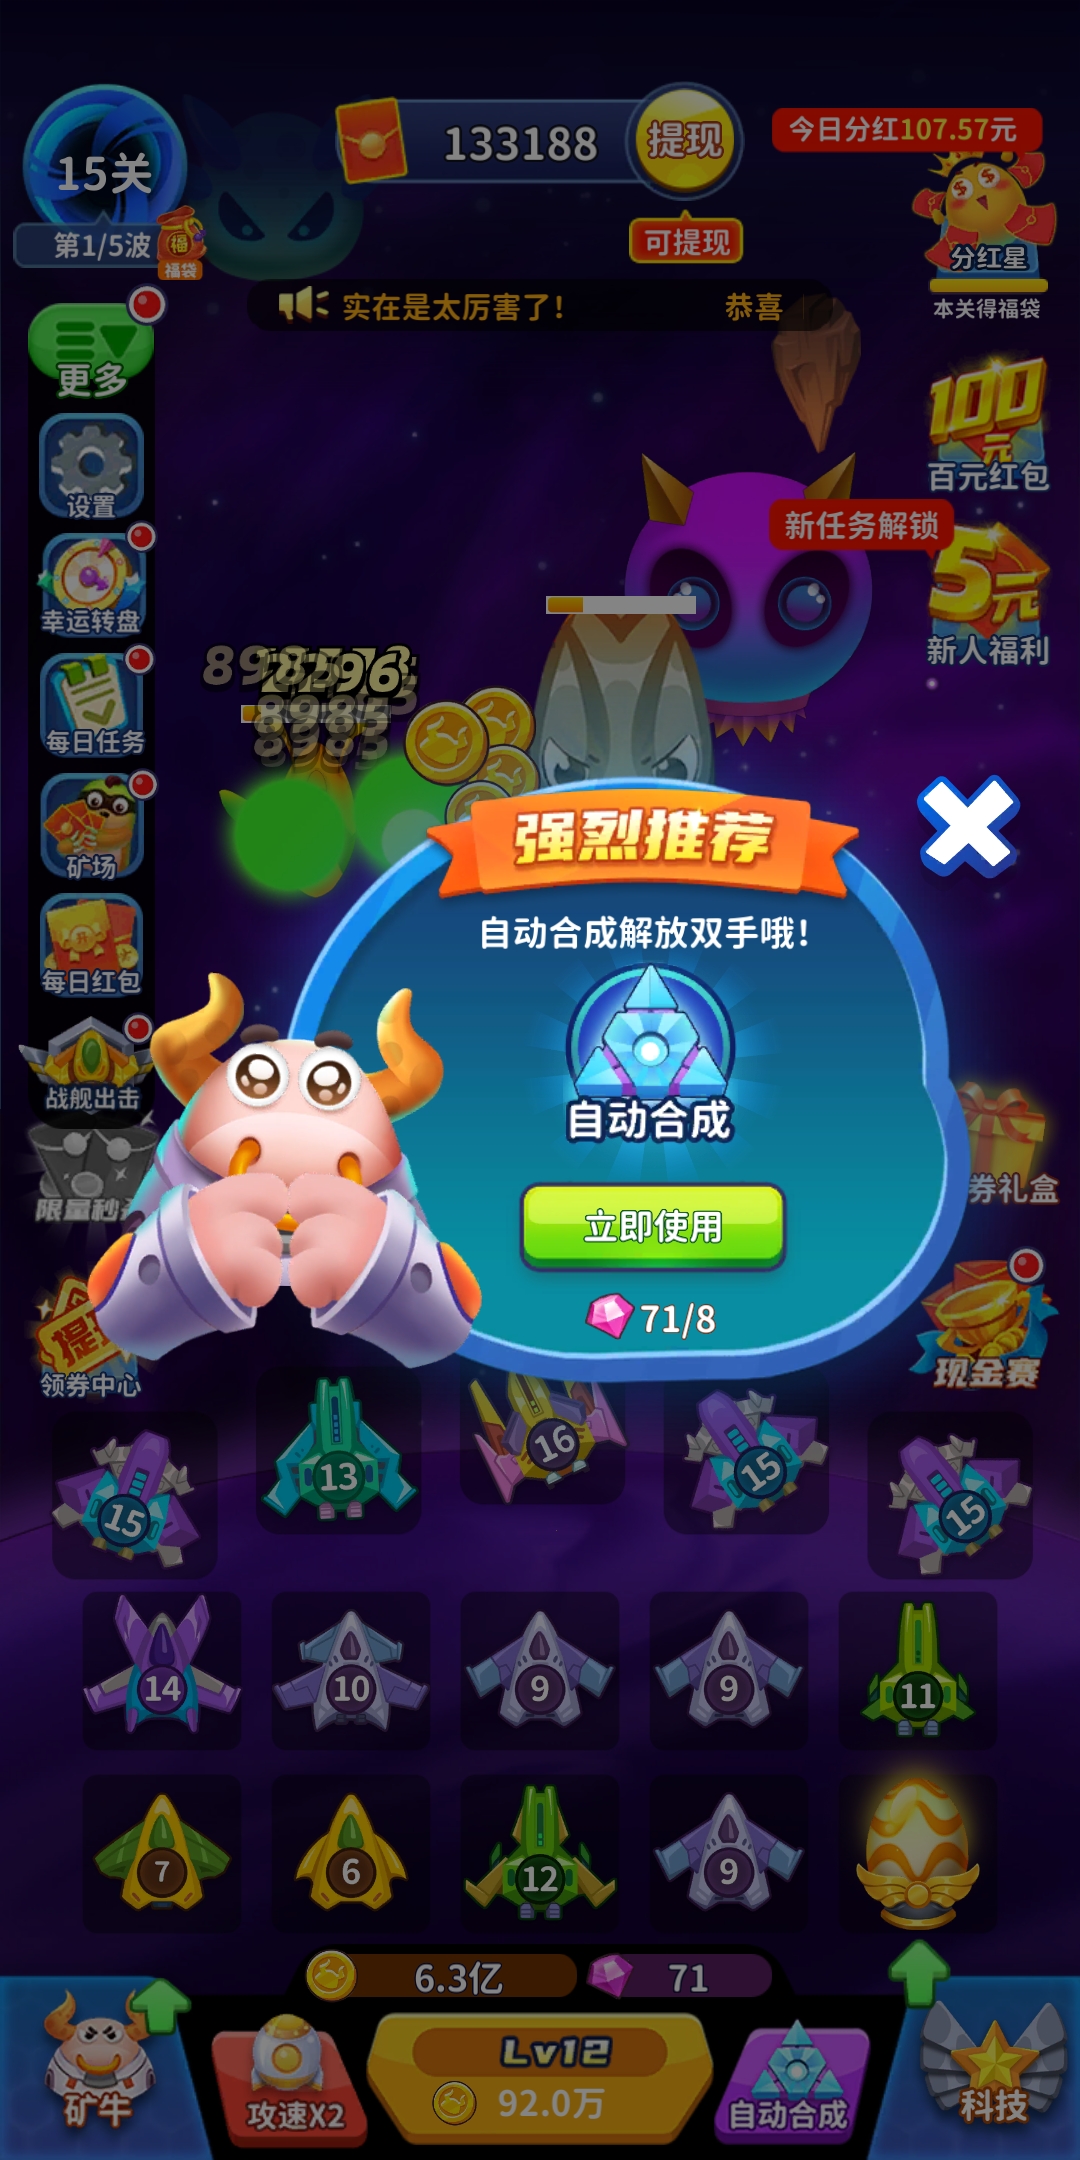 15关
133188
提现
今日分红107.57元
第1/5波
福
福袋
可提现
分红星
本关得福袋
实在是太厉害了！
恭喜
更多
100
元
百元红包
设置
新任务解锁
5元
新人福利
幸运转盘
每日任务
8985
8985
强烈推荐
自动合成解放双手哦！
矿场
开
每日红包
战舰出击
自动合成
立即使用
71/8
限量秒
券礼盒
领券中心
现金赛
15
13
16
15
15
14
10
9
9
11
7
6
12
9
6.3亿
71
矿牛
攻速X2
Lv12
92.0万
自动合成
科技